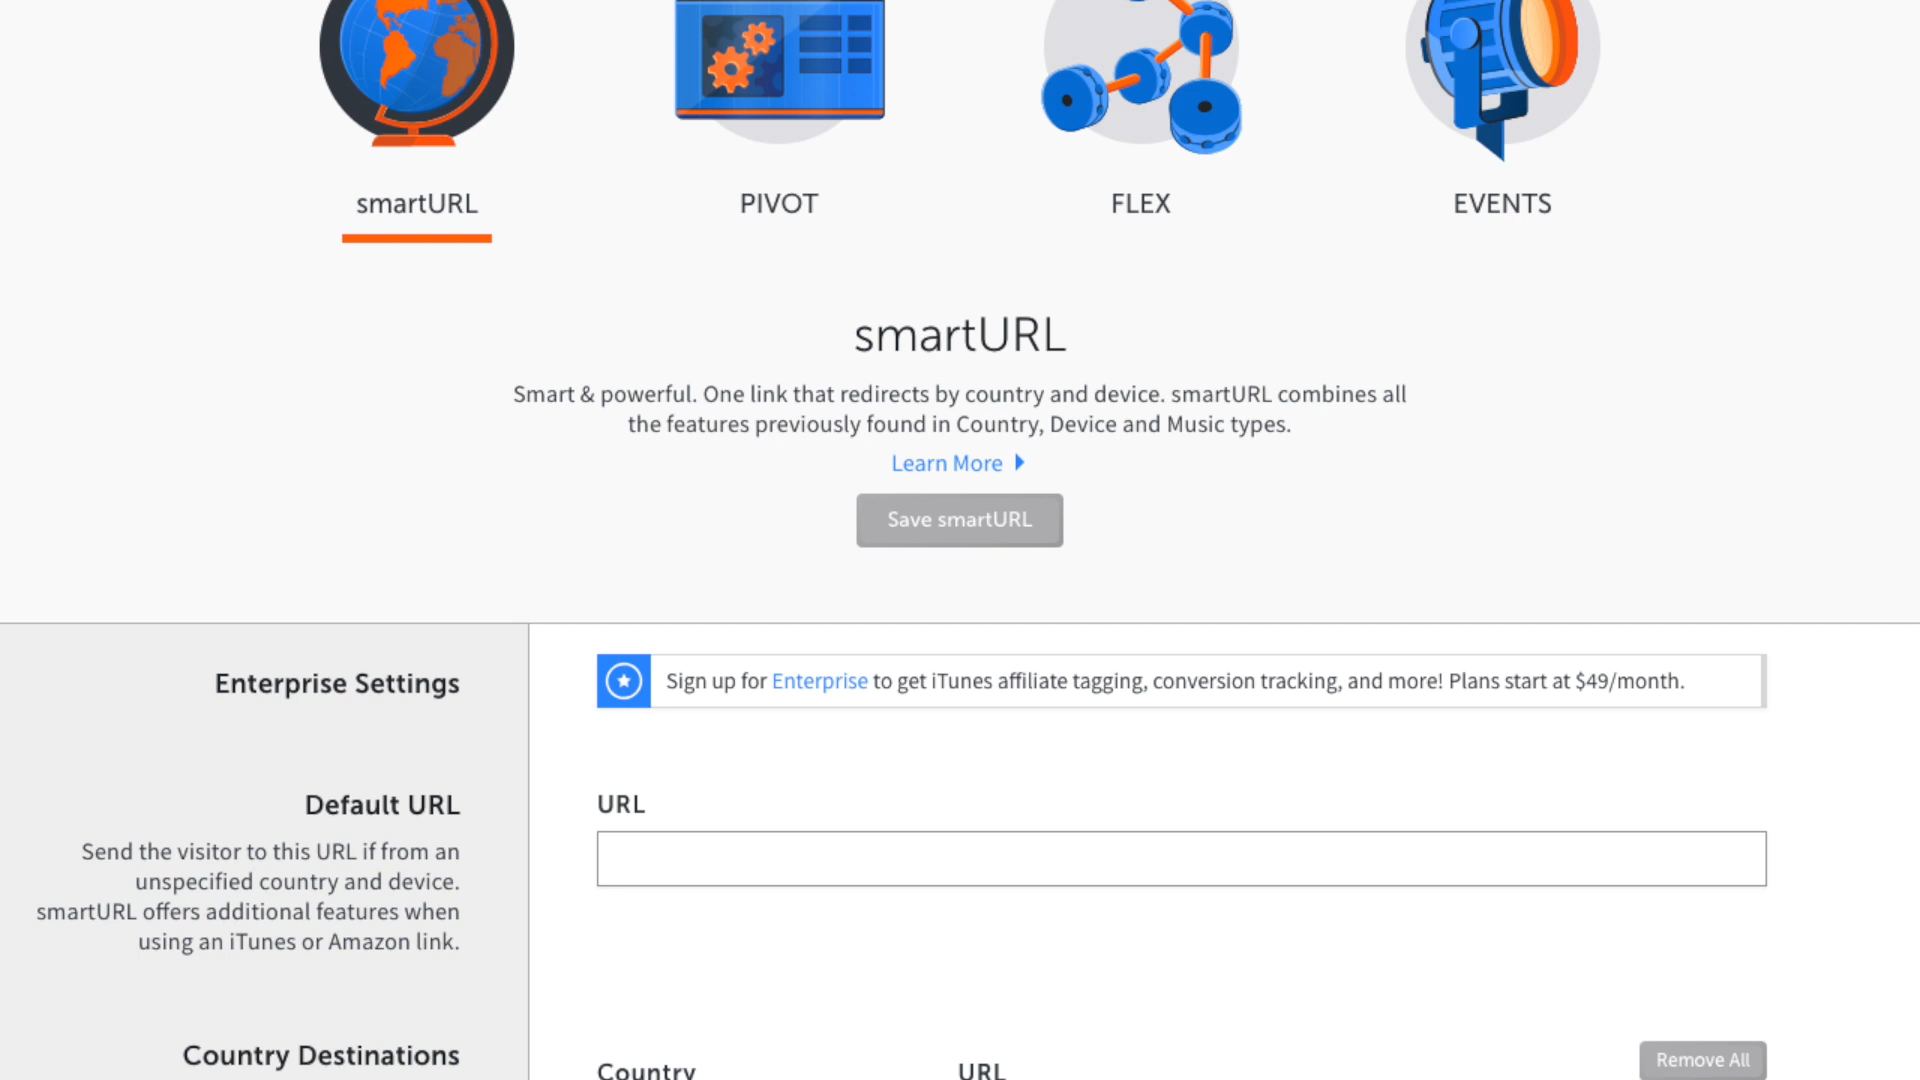 smartURL
PIVOT
FLEX
EVENTS
smartURL
Smart & powerful. One link that redirects by country and device. smartURL combines all
the features previously found in Country, Device and Music types.
Learn More
Save smartURL
Enterprise Settings
Sign up for Enterprise to get iTunes affiliate tagging, conversion tracking, and more! Plans start at $49/month.
Default URL
Send the visitor to this URL if from an
unspecified country and device.
smartURL offers additional features when
using an iTunes or Amazon link.
URL
Country Destinations
Country
URL
Remove All